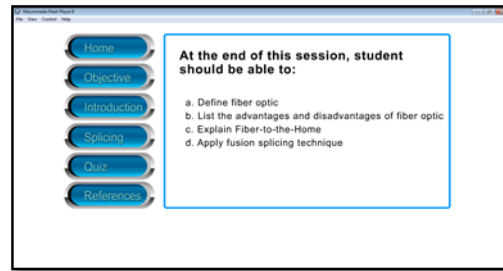 Macromedia Flash Player 8
File View Control Help
Home
Objective
Introduction
Splicing
Quiz
References
At the end of this session, student
should be able to:
a. Define fiber optic
b. List the advantages and disadvantages of fiber optic
c. Explain Fiber-to-the-Home
d. Apply fusion splicing technique